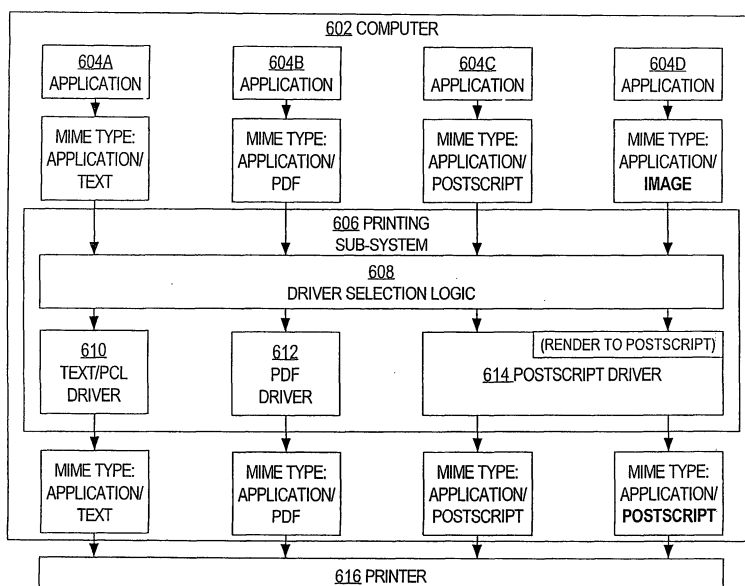 602 COMPUTER
604A
APPLICATION
604B
APPLICATION
604C
APPLICATION
604D
APPLICATION
MIME TYPE:
APPLICATION/
TEXT
MIME TYPE:
APPLICATION/
PDF
MIME TYPE:
APPLICATION/
POSTSCRIPT
MIME TYPE:
APPLICATION/
IMAGE
606 PRINTING
SUB-SYSTEM
608
DRIVER SELECTION LOGIC
610
TEXT/PCL
DRIVER
612
PDF
DRIVER
(RENDER TO POSTSCRIPT)
614 POSTSCRIPT DRIVER
MIME TYPE:
APPLICATION/
TEXT
MIME TYPE:
APPLICATION/
PDF
MIME TYPE:
APPLICATION/
POSTSCRIPT
MIME TYPE:
APPLICATION/
POSTSCRIPT
616 PRINTER